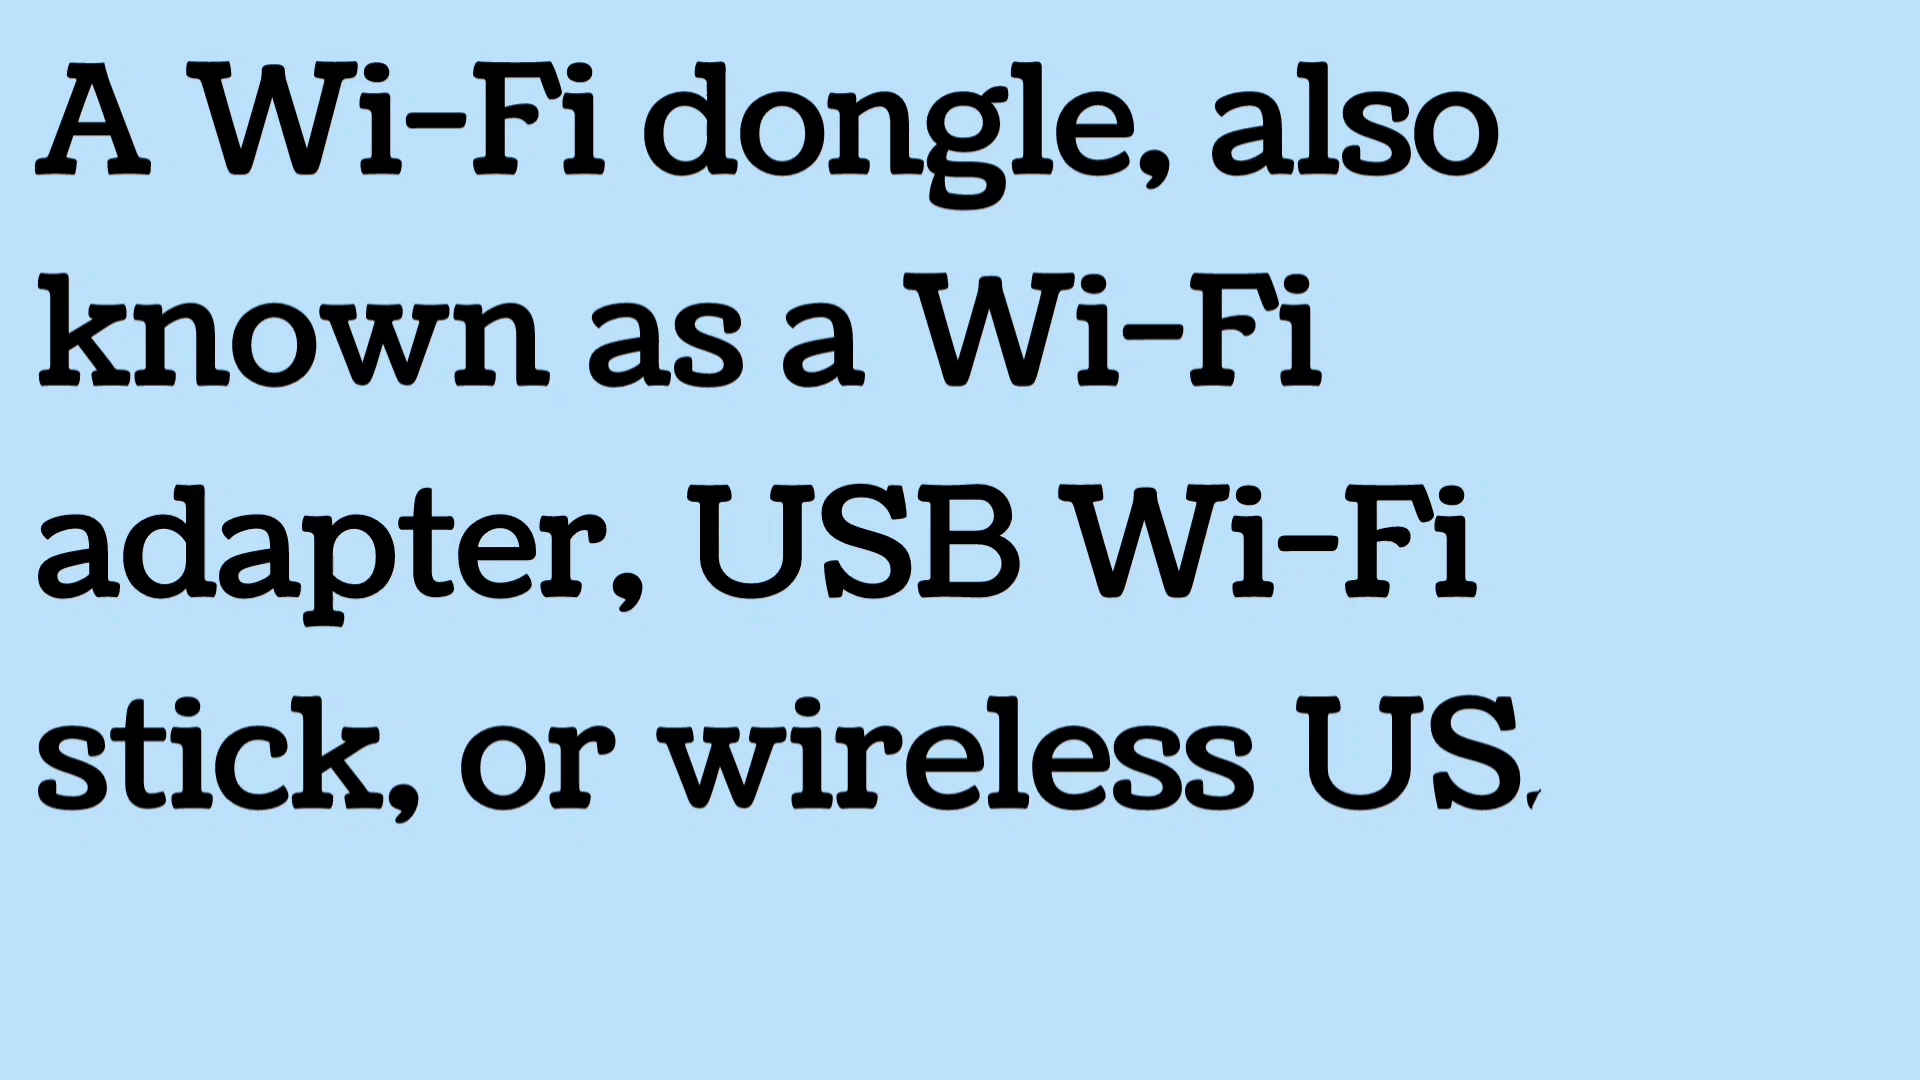 A Wi-Fi dongle, also
known as a Wi-Fi
adapter, USB Wi-Fi
stick, or wireless US